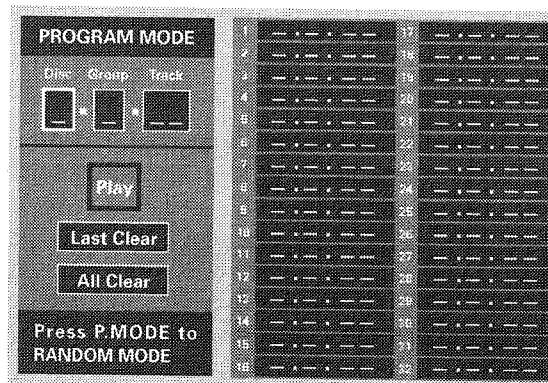 PROGRAM MODE
Disc Group Track
_ . _ . _ _
Play
Last Clear
All Clear
Press P.MODE to
RANDOM MODE
1 _ . _ . _ _
2 _ . _ . _ _
3 _ . _ . _ _
4 _ . _ . _ _
5 _ . _ . _ _
6 _ . _ . _ _
7 _ . _ . _ _
8 _ . _ . _ _
9 _ . _ . _ _
10 _ . _ . _ _
11 _ . _ . _ _
12 _ . _ . _ _
13 _ . _ . _ _
14 _ . _ . _ _
15 _ . _ . _ _
16 _ . _ . _ _
17 _ . _ . _ _
18 _ . _ . _ _
19 _ . _ . _ _
20 _ . _ . _ _
21 _ . _ . _ _
22 _ . _ . _ _
23 _ . _ . _ _
24 _ . _ . _ _
25 _ . _ . _ _
26 _ . _ . _ _
27 _ . _ . _ _
28 _ . _ . _ _
29 _ . _ . _ _
30 _ . _ . _ _
31 _ . _ . _ _
32 _ . _ . _ _